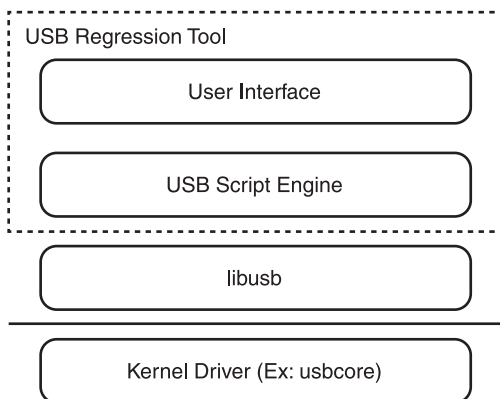 USB Regression Tool
User Interface
USB Script Engine
libusb
Kernel Driver (Ex: usbcore)